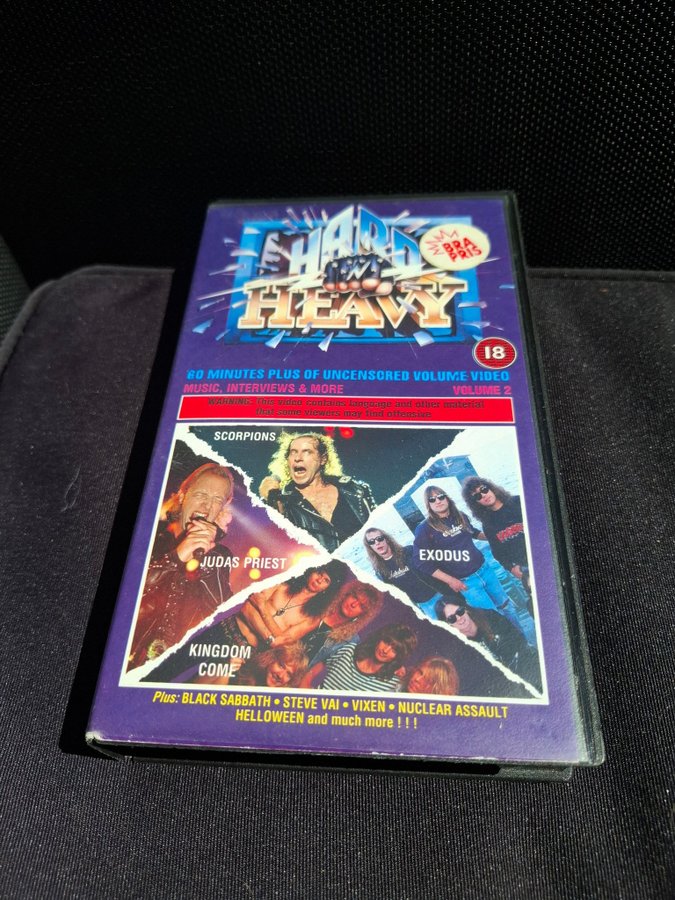 HARD
'N'
HEAVY
BRA
PRIS
18
60 MINUTES PLUS OF UNCENSORED VOLUME VIDEO
MUSIC, INTERVIEWS & MORE VOLUME 2
WARNING: This video contains language and other material
that some viewers may find offensive
SCORPIONS
JUDAS PRIEST
EXODUS
KINGDOM
COME
Plus: BLACK SABBATH • STEVE VAI • VIXEN • NUCLEAR ASSAULT
HELLOWEEN and much more ! ! !